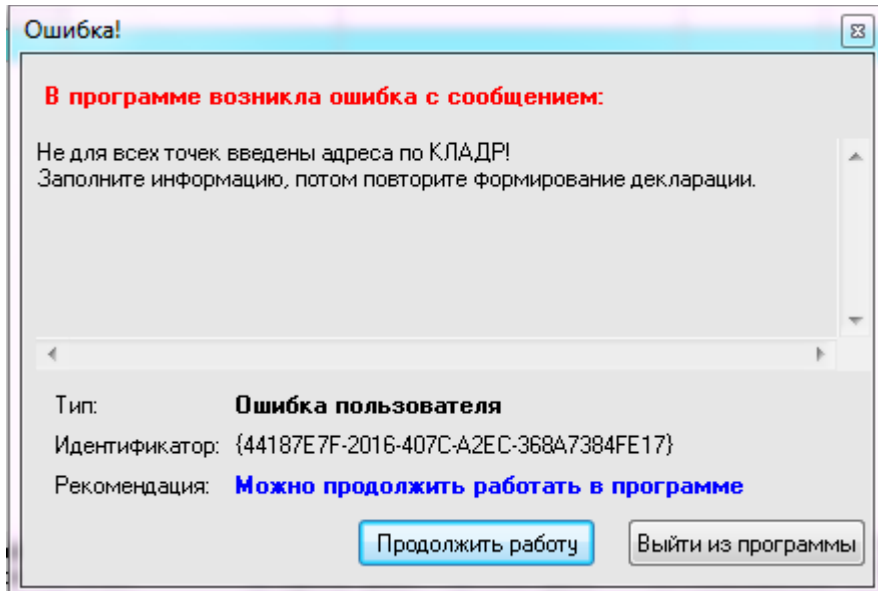 Ошибка!
В программе возникла ошибка с сообщением:
Не для всех точек введены адреса по КЛАДР!
Заполните информацию, потом повторите формирование декларации.
Тип: Ошибка пользователя
Идентификатор: {44187E7F-2016-407C-A2EC-368A7384FE17}
Рекомендация: Можно продолжить работать в программе
Продолжить работу Выйти из программы